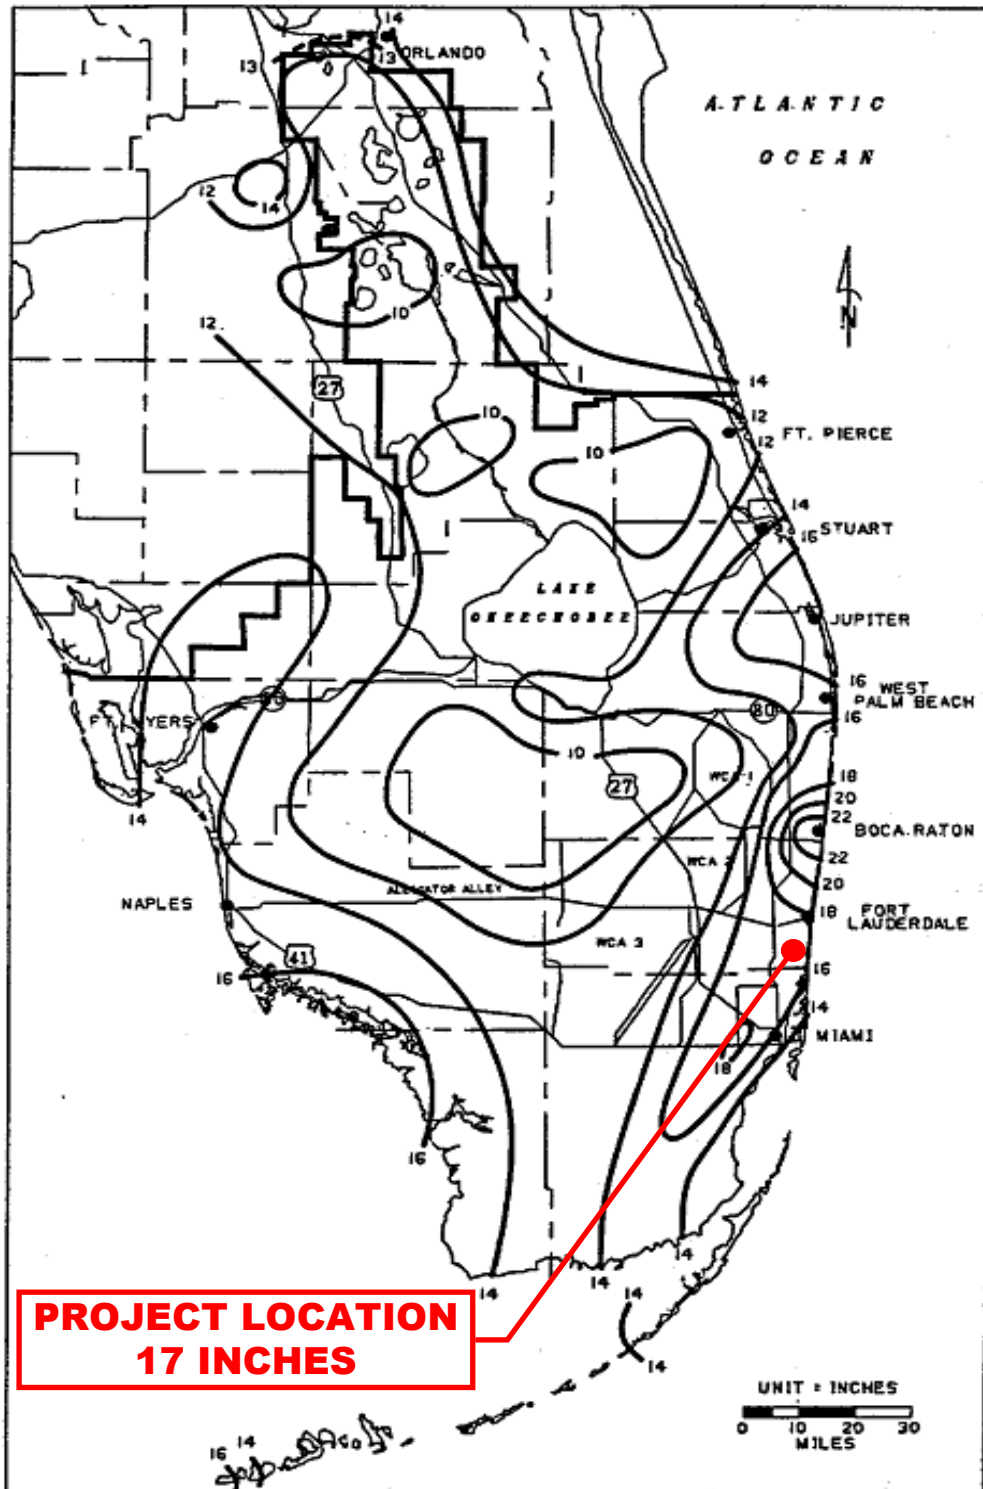 14
ORLANDO
13
13
ATLANTIC
OCEAN
12
14
N
10
12
27
14
12
10
FT. PIERCE
12
10
14
STUART
16
LAKE
OKEECHOBEE
JUPITER
16
WEST
PALM BEACH
80
80
16
FT. MYERS
10
18
WCA 1
27
20
22
BOCA RATON
14
22
WCA 2
20
ALLIGATOR ALLEY
NAPLES
18
FORT
LAUDERDALE
WCA 3
41
16
16
14
MIAMI
18
16
14
14
14
14
PROJECT LOCATION
17 INCHES
14
UNIT = INCHES
0 10 20 30
MILES
14
16